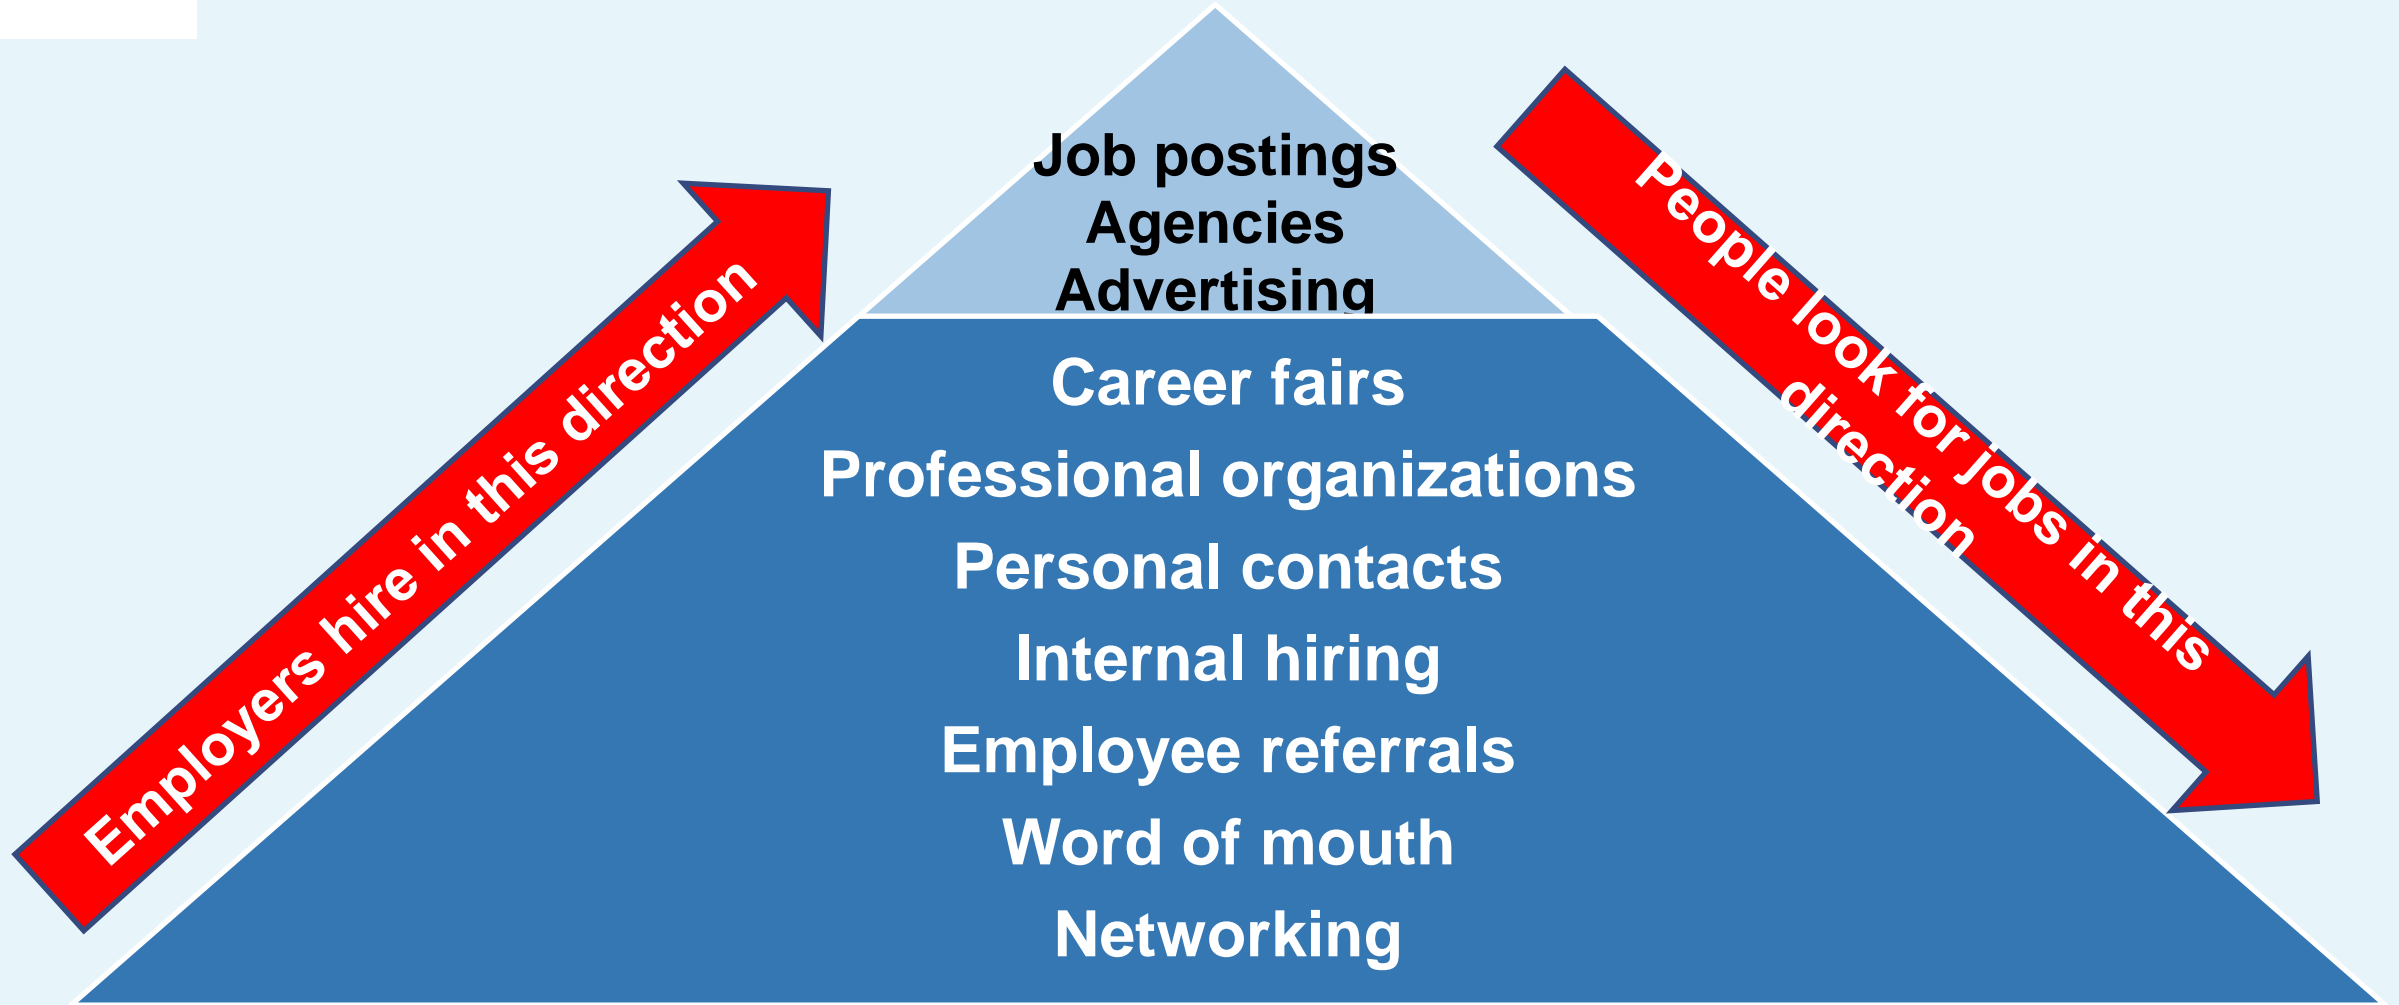 Job postings
Agencies
Advertising
Employers hire in this direction
People look for jobs in this
direction
Career fairs
Professional organizations
Personal contacts
Internal hiring
Employee referrals
Word of mouth
Networking